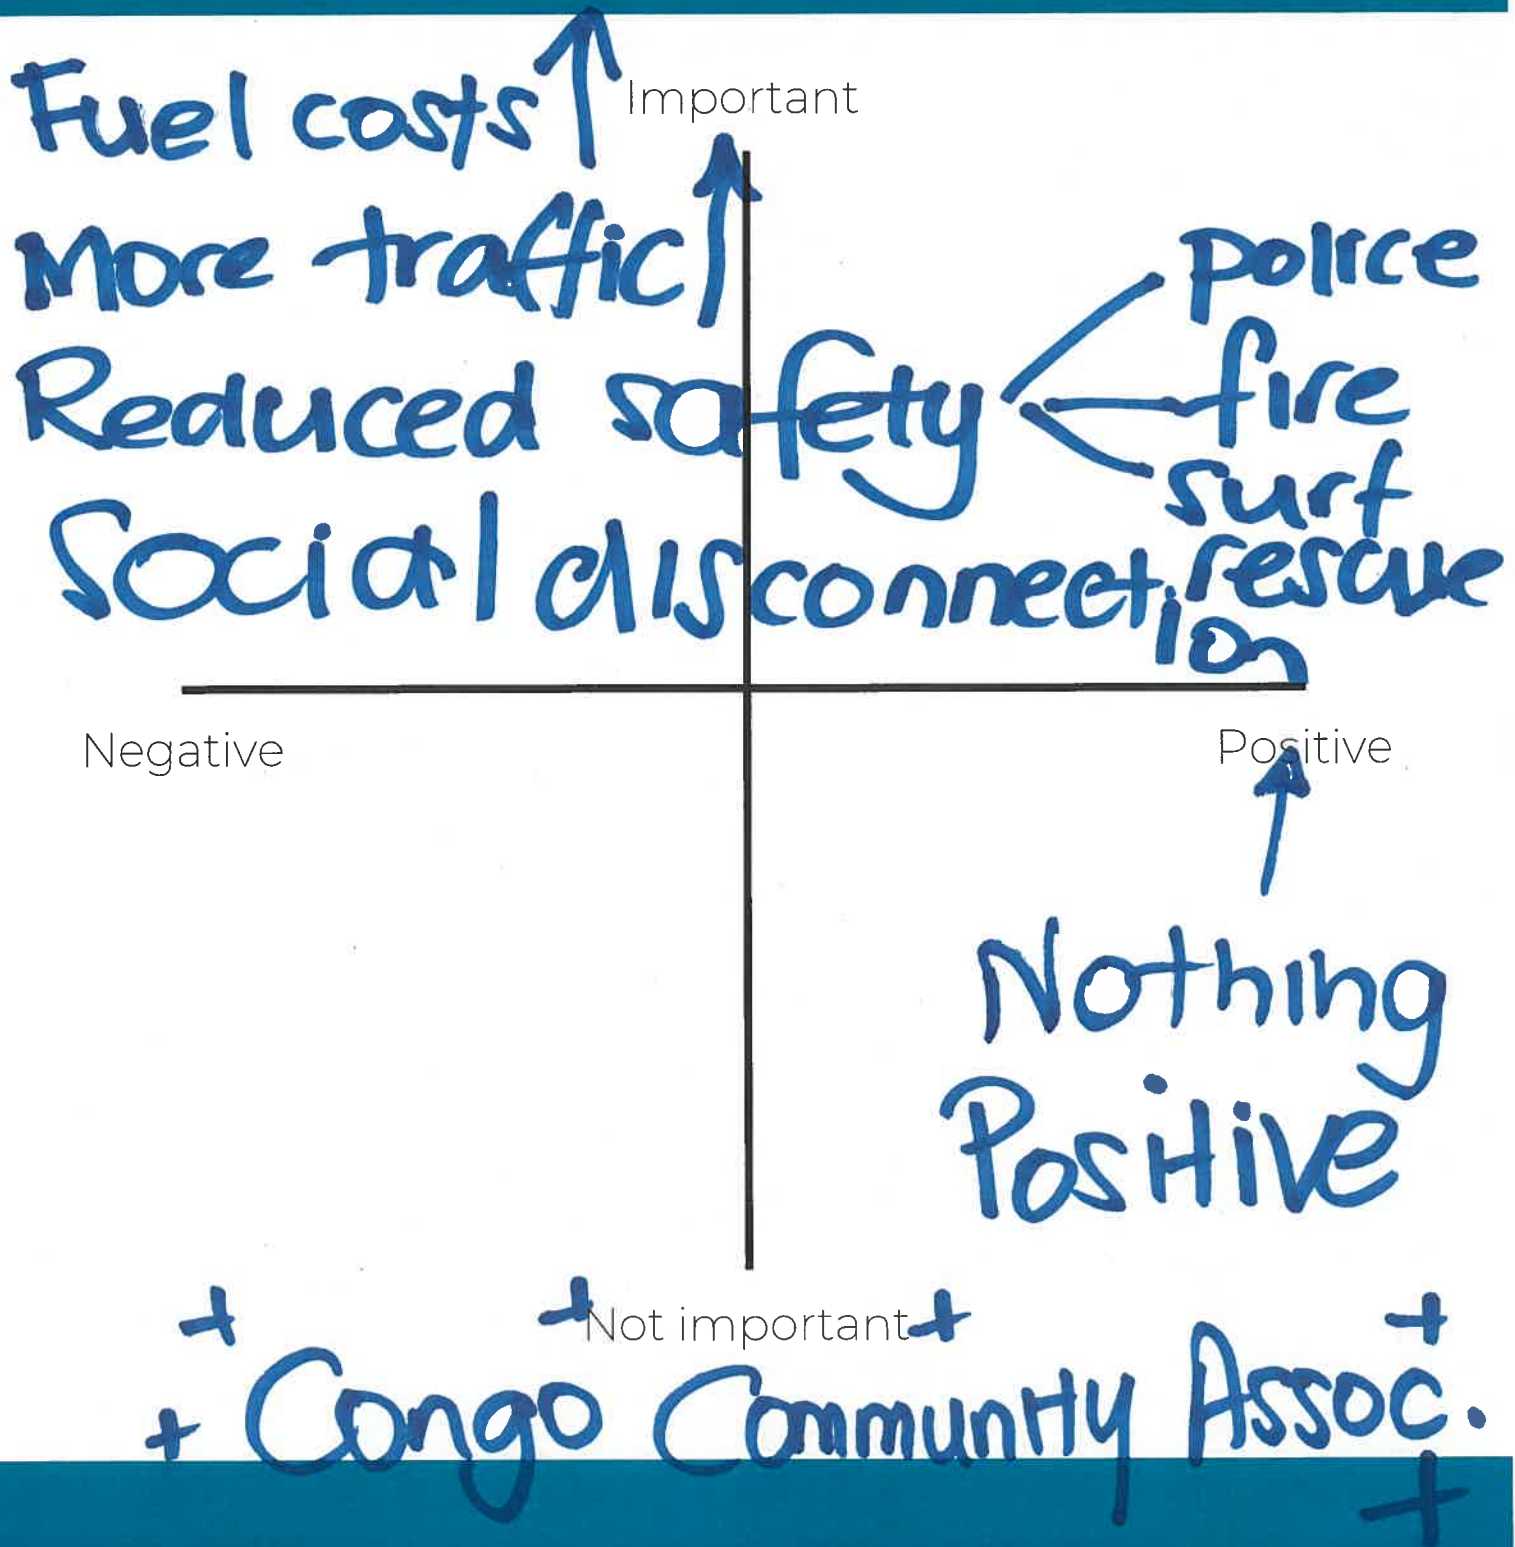 Fuel costs ↑
Important
More traffic ↑
police
Reduced safety
fire
surf
rescue
Social disconnection
Negative
Positive
Nothing
Positive
Not important
Congo Community Assoc.